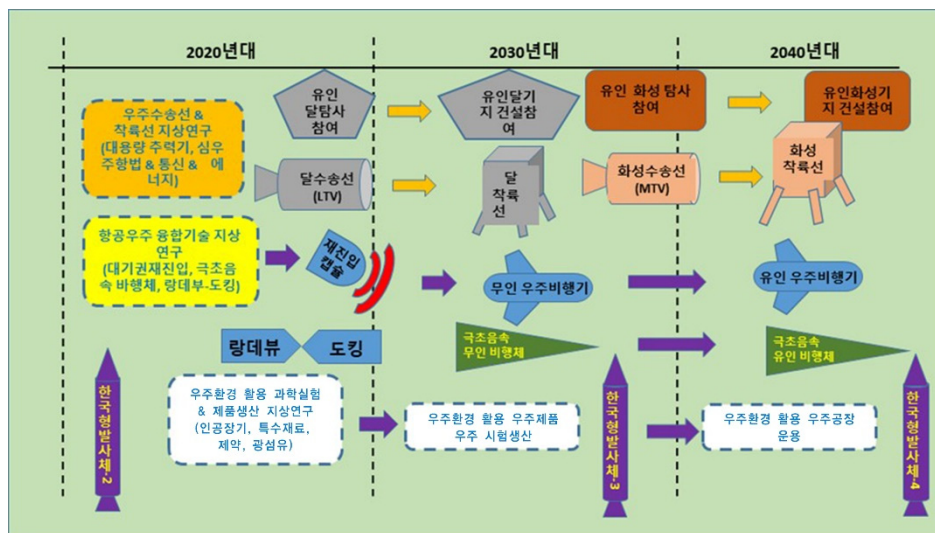 2020년대
2030년대
2040년대
우주수송선 &
착륙선 지상연구
(대용량 추력기, 심우
주항법 & 통신 & 에
너지)
유인
달탐사
참여
유인달기
지 건설참
여
유인 화성 탐사
참여
유인화성기
지 건설참여
달수송선
(LTV)
달
착륙
선
화성수송선
(MTV)
화성
착륙선
항공우주 융합기술 지상
연구
(대기권재진입, 극초음
속 바행체, 랑데부-도킹)
재진입
캡슐
무인 우주비행기
유인 우주비행기
랑데뷰
도킹
극초음속
무인 비행체
극초음속
유인 비행체
한국형발사체-2
우주환경 활용 과학실험
& 제품생산 지상연구
(인공장기, 특수재료,
제약, 광섬유)
우주환경 활용 우주제품
우주 시험생산
한국형발사체-3
우주환경 활용 우주공장
운용
한국형발사체-4